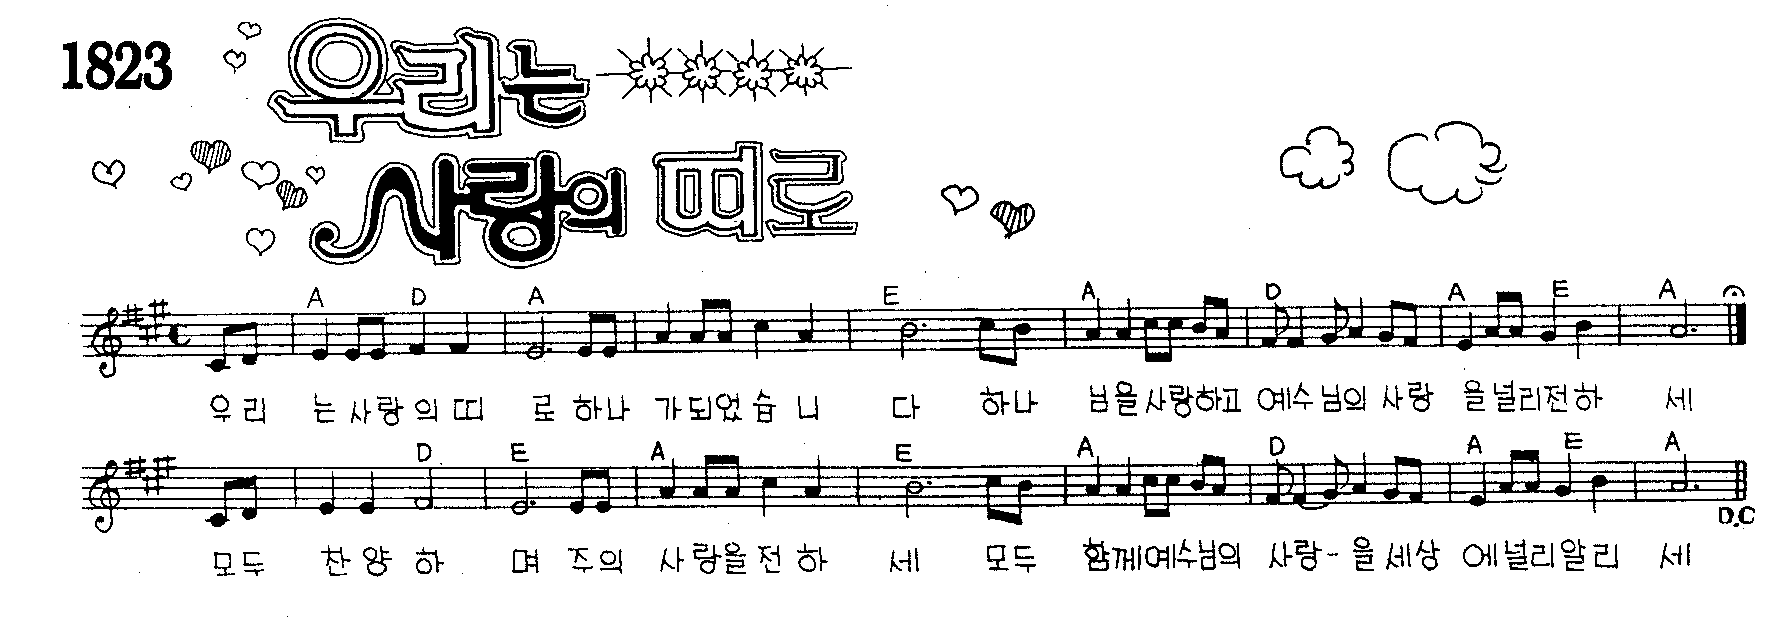 1823
우리는
사랑의 띠로
A D A E A D A E A
우리 는 사랑 의 띠 로 하나 가되었 습 니 다 하나 님을사랑하고 예수님의 사랑 을널리전하 세
D E A E A D A E A
D.C
모두 찬 양 하 며 주의 사랑을 전 하 세 모두 함께예수님의 사랑-을세상 에널리알리 세